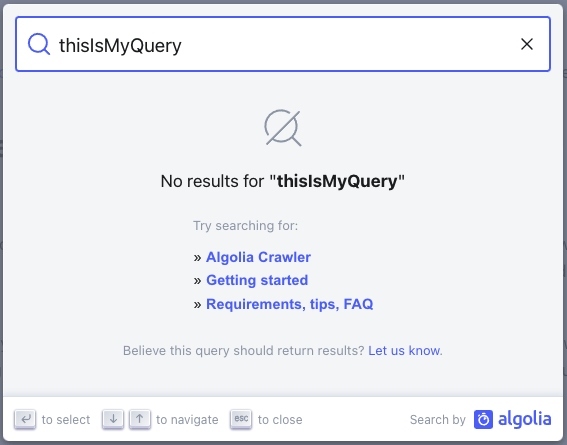 thisIsMyQuery
No results for "thisIsMyQuery"
Try searching for:
» Algolia Crawler
» Getting started
» Requirements, tips, FAQ
Believe this query should return results? Let us know.
to select to navigate esc to close Search by algolia